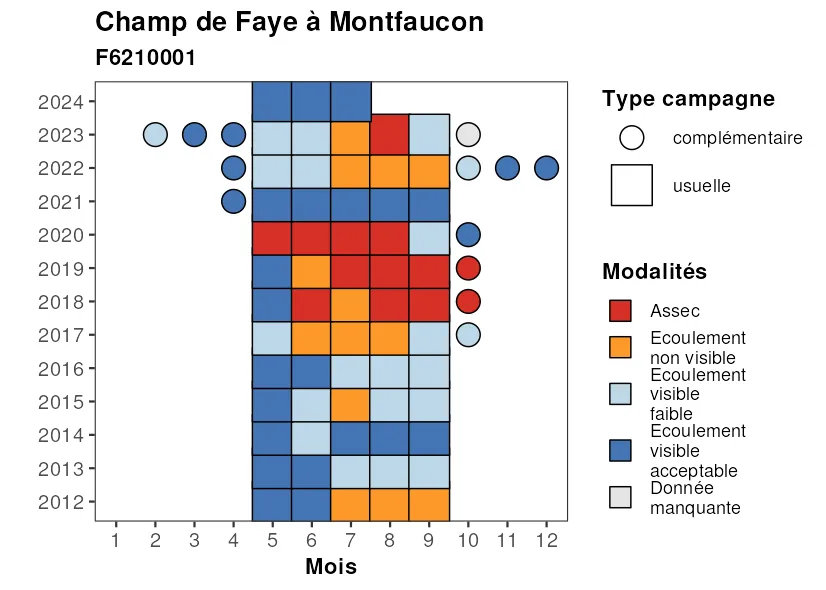 Champ de Faye à Montfaucon
F6210001
2024
2023
2022
2021
2020
2019
2018
2017
2016
2015
2014
2013
2012
1 2 3 4 5 6 7 8 9 10 11 12
Mois
Type campagne
complémentaire
usuelle
Modalités
Assec
Ecoulement
non visible
Ecoulement
visible
faible
Ecoulement
visible
acceptable
Donnée
manquante